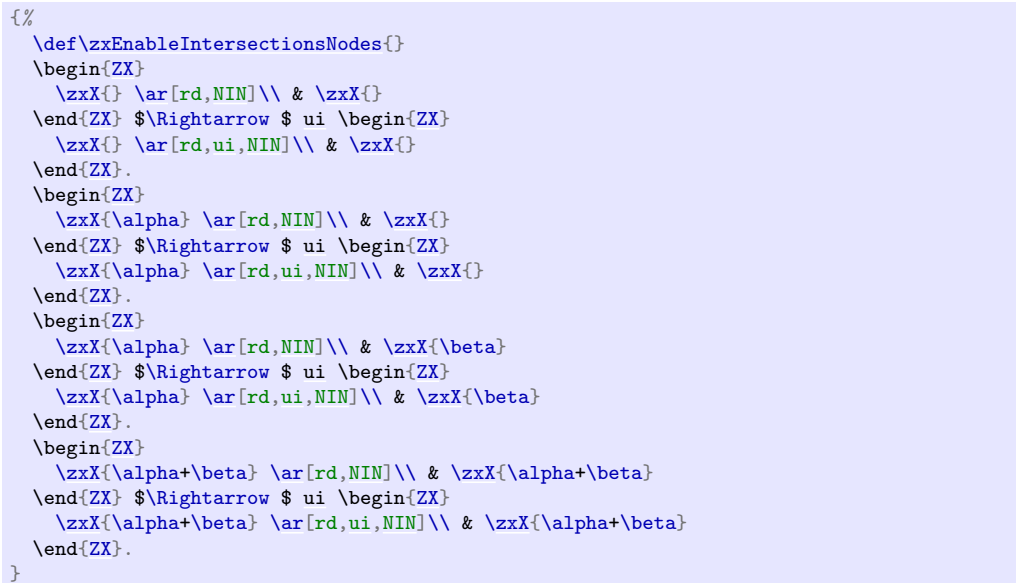 {%
\def\zxEnableIntersectionsNodes{}
\begin{ZX}
\zxX{} \ar[rd,NIN]\\ & \zxX{}
\end{ZX} $\Rightarrow $ ui \begin{ZX}
\zxX{} \ar[rd,ui,NIN]\\ & \zxX{}
\end{ZX}.
\begin{ZX}
\zxX{\alpha} \ar[rd,NIN]\\ & \zxX{}
\end{ZX} $\Rightarrow $ ui \begin{ZX}
\zxX{\alpha} \ar[rd,ui,NIN]\\ & \zxX{}
\end{ZX}.
\begin{ZX}
\zxX{\alpha} \ar[rd,NIN]\\ & \zxX{\beta}
\end{ZX} $\Rightarrow $ ui \begin{ZX}
\zxX{\alpha} \ar[rd,ui,NIN]\\ & \zxX{\beta}
\end{ZX}.
\begin{ZX}
\zxX{\alpha+\beta} \ar[rd,NIN]\\ & \zxX{\alpha+\beta}
\end{ZX} $\Rightarrow $ ui \begin{ZX}
\zxX{\alpha+\beta} \ar[rd,ui,NIN]\\ & \zxX{\alpha+\beta}
\end{ZX}.
}